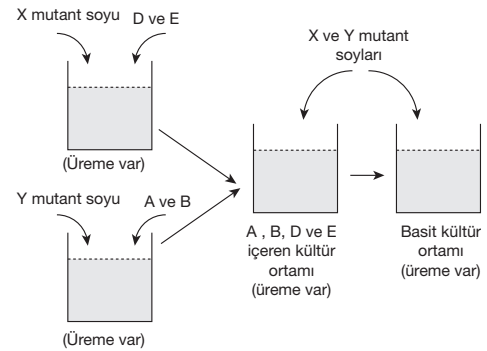 X mutant soyu
D ve E
(Üreme var)
Y mutant soyu
A ve B
(Üreme var)
X ve Y mutant
soyları
A , B, D ve E
içeren kültür
ortamı
(üreme var)
Basit kültür
ortamı
(üreme var)